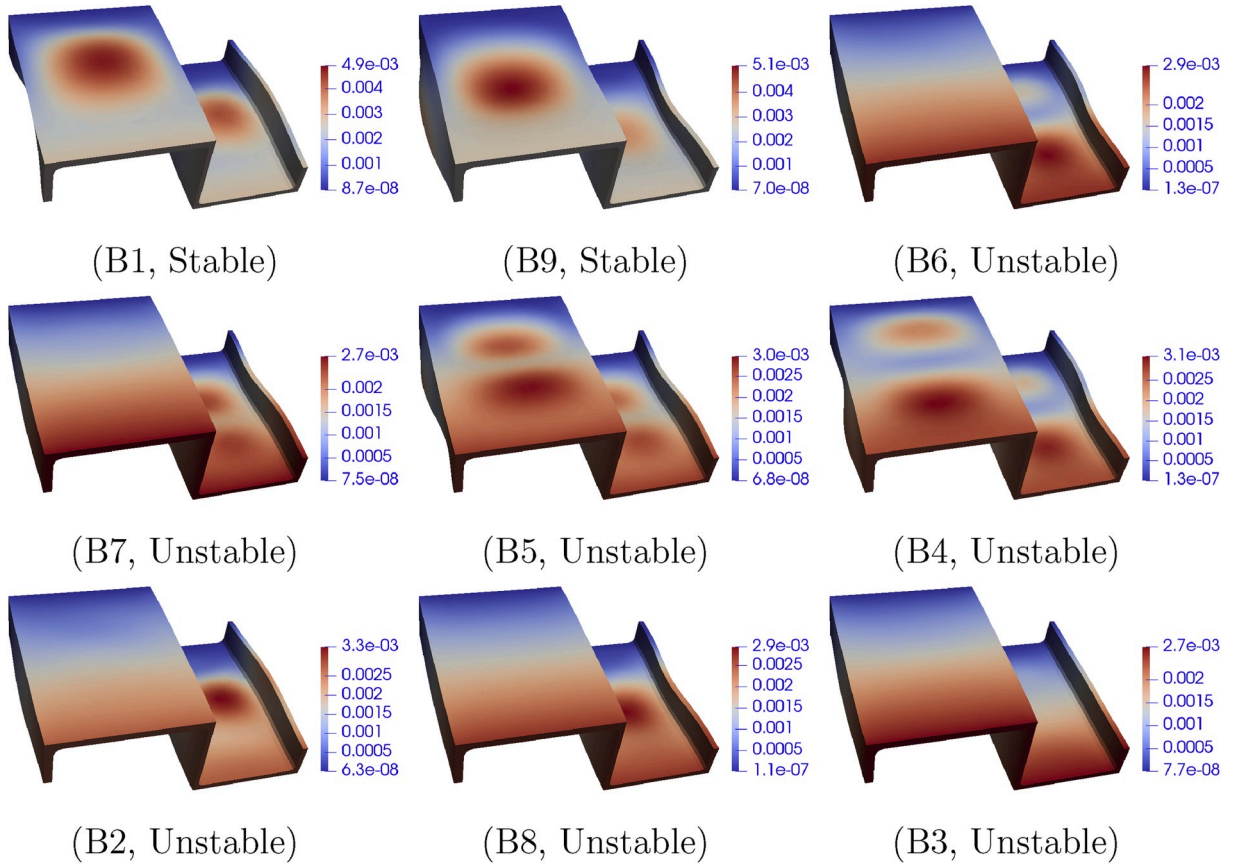 4.9e-03
0.004
0.003
0.002
0.001
8.7e-08
(B1, Stable)
5.1e-03
0.004
0.003
0.002
0.001
7.0e-08
(B9, Stable)
2.9e-03
0.002
0.0015
0.001
0.0005
1.3e-07
(B6, Unstable)
2.7e-03
0.002
0.0015
0.001
0.0005
7.5e-08
(B7, Unstable)
3.0e-03
0.0025
0.002
0.0015
0.001
0.0005
6.8e-08
(B5, Unstable)
3.1e-03
0.0025
0.002
0.0015
0.001
0.0005
1.3e-07
(B4, Unstable)
3.3e-03
0.0025
0.002
0.0015
0.001
0.0005
6.3e-08
(B2, Unstable)
2.9e-03
0.002
0.0015
0.001
0.0005
1.1e-07
(B8, Unstable)
2.7e-03
0.002
0.0015
0.001
0.0005
7.7e-08
(B3, Unstable)